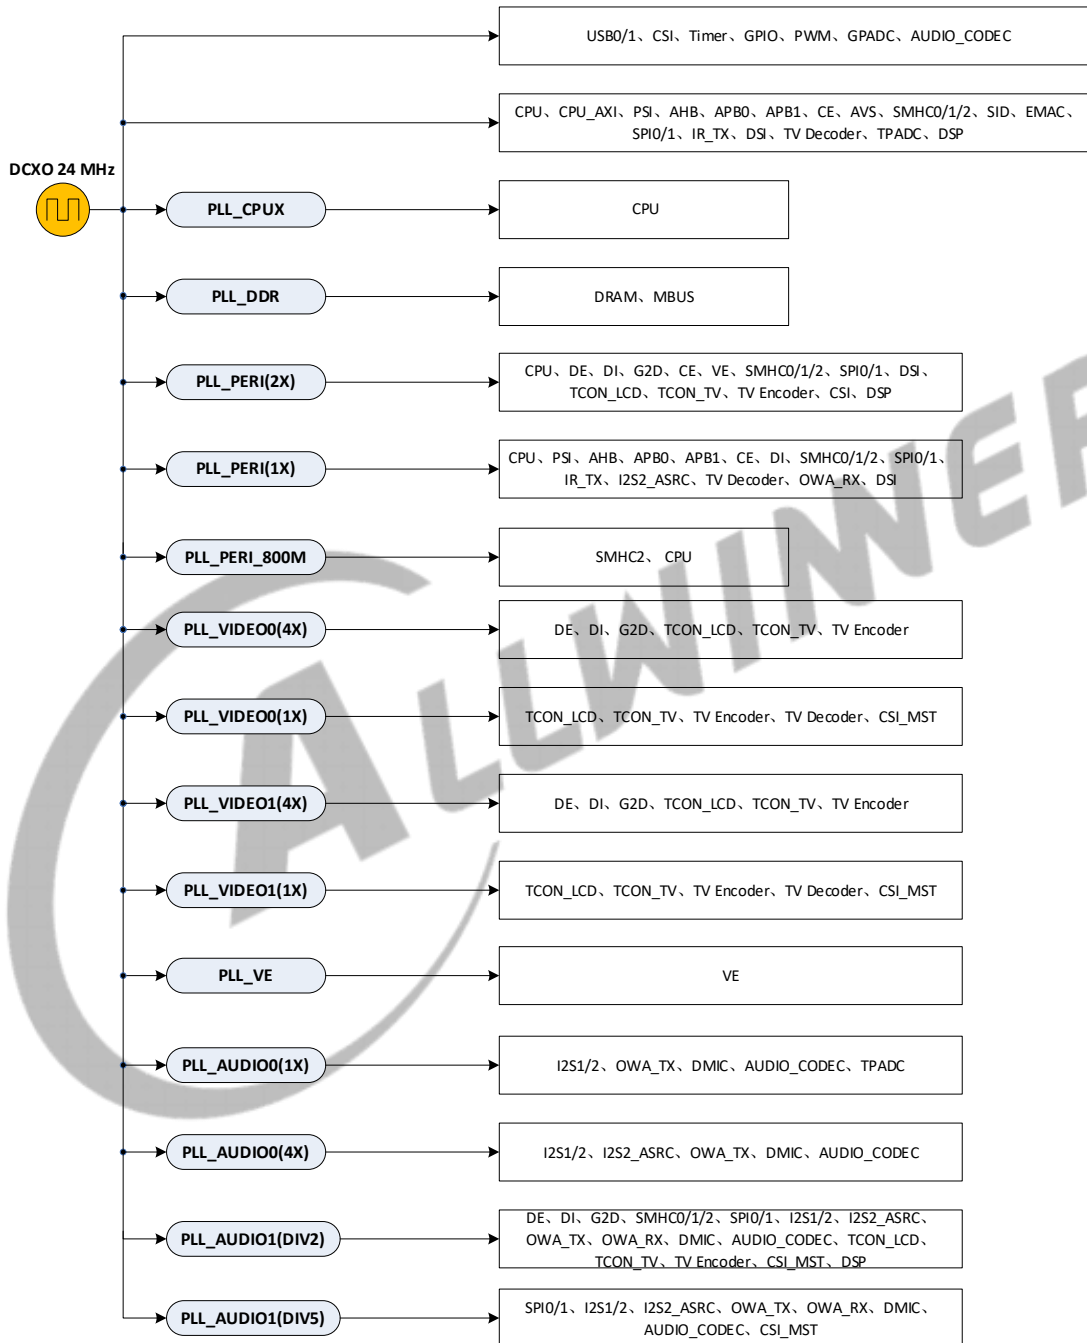 USB0/1、CSI、Timer、GPIO、PWM、GPADC、AUDIO_CODEC
CPU、CPU_AXI、PSI、AHB、APB0、APB1、CE、AVS、SMHC0/1/2、SID、EMAC、
SPI0/1、IR_TX、DSI、TV Decoder、TPADC、DSP
DCXO 24 MHz
PLL_CPUX
CPU
PLL_DDR
DRAM、MBUS
PLL_PERI(2X)
CPU、DE、DI、G2D、CE、VE、SMHC0/1/2、SPI0/1、DSI、
TCON_LCD、TCON_TV、TV Encoder、CSI、DSP
PLL_PERI(1X)
CPU、PSI、AHB、APB0、APB1、CE、DI、SMHC0/1/2、SPI0/1、
IR_TX、I2S2_ASRC、TV Decoder、OWA_RX、DSI
PLL_PERI_800M
SMHC2、 CPU
PLL_VIDEO0(4X)
DE、DI、G2D、TCON_LCD、TCON_TV、TV Encoder
PLL_VIDEO0(1X)
TCON_LCD、TCON_TV、TV Encoder、TV Decoder、CSI_MST
PLL_VIDEO1(4X)
DE、DI、G2D、TCON_LCD、TCON_TV、TV Encoder
PLL_VIDEO1(1X)
TCON_LCD、TCON_TV、TV Encoder、TV Decoder、CSI_MST
PLL_VE
VE
PLL_AUDIO0(1X)
I2S1/2、OWA_TX、DMIC、AUDIO_CODEC、TPADC
PLL_AUDIO0(4X)
I2S1/2、I2S2_ASRC、OWA_TX、DMIC、AUDIO_CODEC
PLL_AUDIO1(DIV2)
DE、DI、G2D、SMHC0/1/2、SPI0/1、I2S1/2、I2S2_ASRC、
OWA_TX、OWA_RX、DMIC、AUDIO_CODEC、TCON_LCD、
TCON_TV、TV Encoder、CSI_MST、DSP
PLL_AUDIO1(DIV5)
SPI0/1、I2S1/2、I2S2_ASRC、OWA_TX、OWA_RX、DMIC、
AUDIO_CODEC、CSI_MST
ALLWINNER